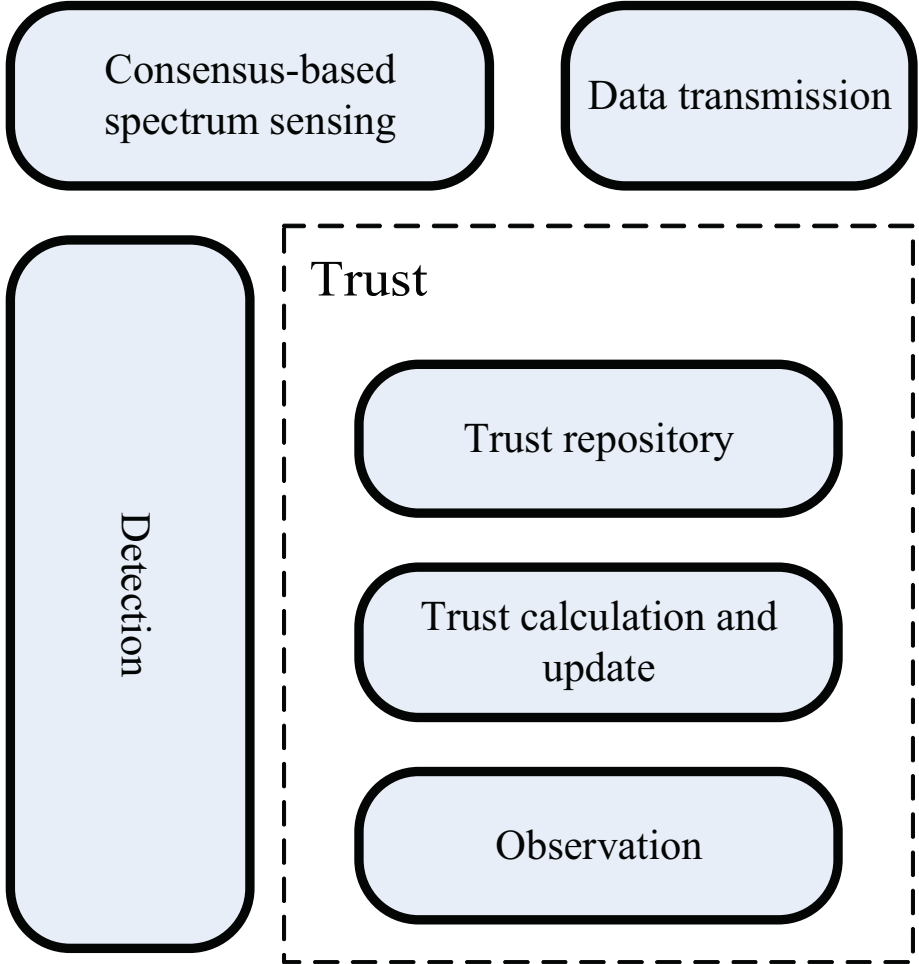 Consensus-based
spectrum sensing
Data transmission
Detection
Trust
Trust repository
Trust calculation and
update
Observation